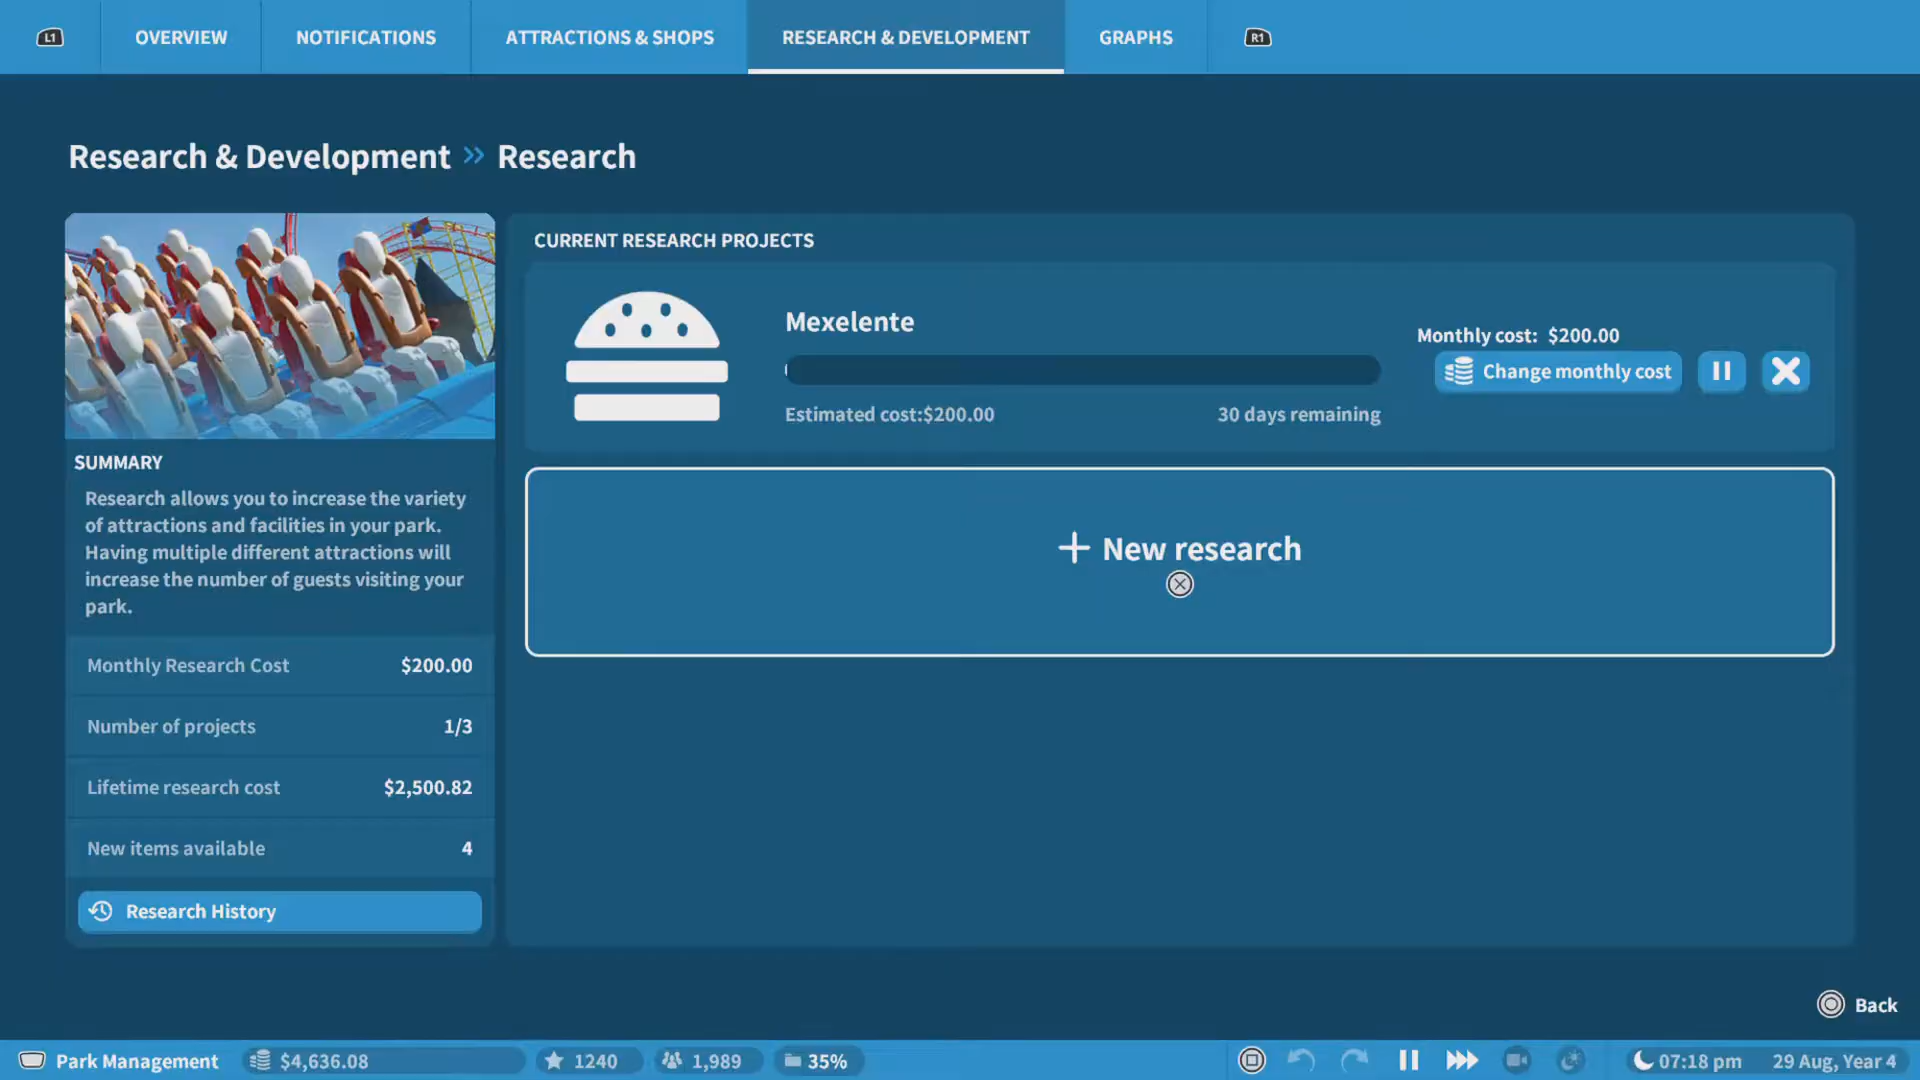 L1
OVERVIEW
NOTIFICATIONS
ATTRACTIONS & SHOPS
RESEARCH & DEVELOPMENT
GRAPHS
R1
Research & Development » Research
SUMMARY
Research allows you to increase the variety
of attractions and facilities in your park.
Having multiple different attractions will
increase the number of guests visiting your
park.
Monthly Research Cost $200.00
Number of projects 1/3
Lifetime research cost $2,500.82
New items available 4
Research History
CURRENT RESEARCH PROJECTS
Mexelente
Estimated cost:$200.00
30 days remaining
Monthly cost: $200.00
Change monthly cost
New research
Back
Park Management
$4,636.08
1240
1,989
35%
07:18 pm
29 Aug, Year 4